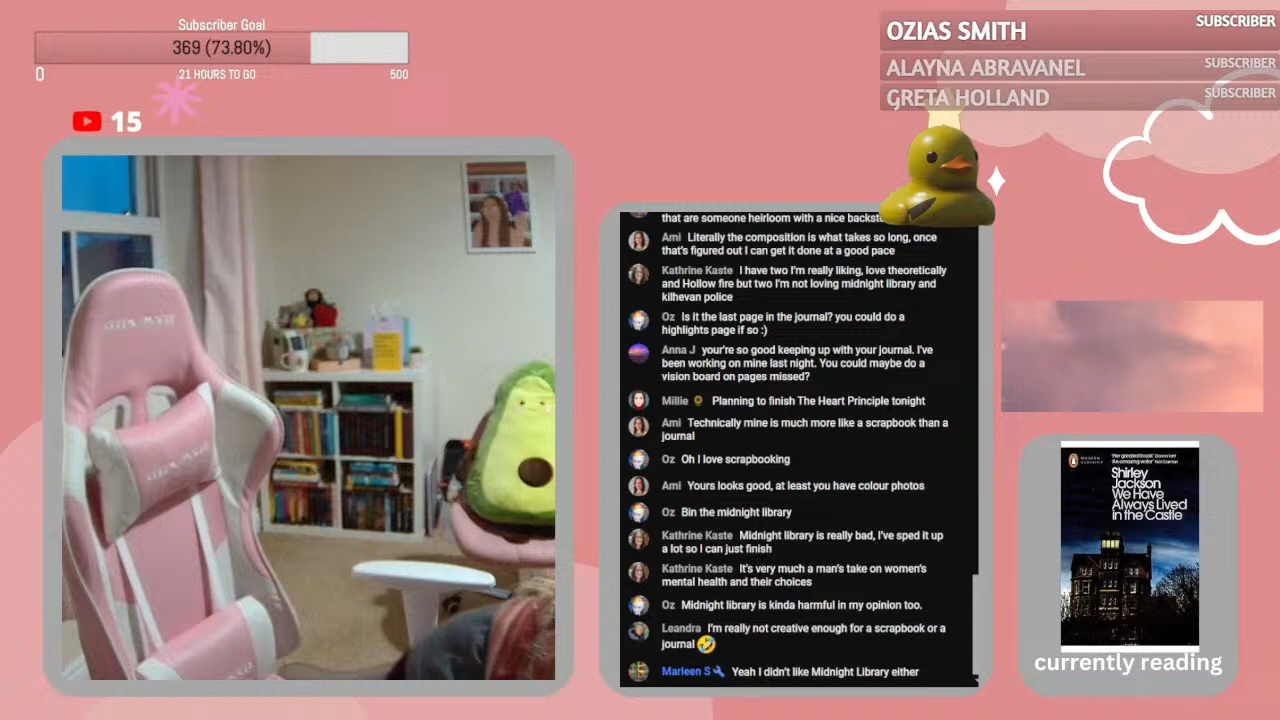 Subscriber Goal
369 (73.80%)
0
21 HOURS TO GO
500
15
OZIAS SMITH
SUBSCRIBER
ALAYNA ABRAVANEL
SUBSCRIBER
GRETA HOLLAND
SUBSCRIBER
that are someone heirloom with a nice
Ami Literally the composition is what takes so long, once
that's figured out I can get it done at a good pace
Kathrine Kaste I have two I'm really liking, love theoretically
and Hollow fire but two I'm not loving midnight library and
kilhevan police
Oz Is it the last page in the journal? you could do a
highlights page if so :)
Anna J your're so good keeping up with your journal. I've
been working on mine last night. You could maybe do a
vision board on pages missed?
Millie Planning to finish The Heart Principle tonight
Ami Technically mine is much more like a scrapbook than a
journal
Oz Oh I love scrapbooking
Ami Yours looks good, at least you have colour photos
Oz Bin the midnight library
Kathrine Kaste Midnight library is really bad, I've sped it up
a lot so I can just finish
Kathrine Kaste It's very much a man's take on women's
mental health and their choices
Oz Midnight library is kinda harmful in my opinion too.
Leandra I'm really not creative enough for a scrapbook or a
journal🤣
Marleen S🔧 Yeah I didn't like Midnight Library either
Shirley
Jackson
We Have
Always Lived
in the Castle
currently reading